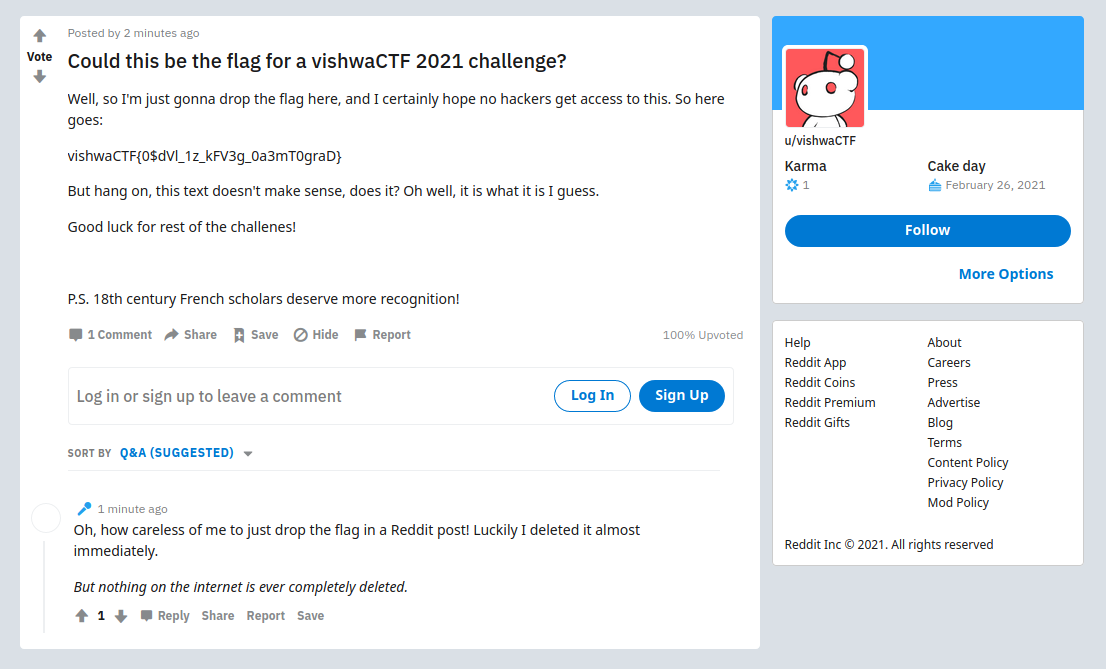 Posted by 2 minutes ago
Vote
Could this be the flag for a vishwaCTF 2021 challenge?
Well, so I'm just gonna drop the flag here, and I certainly hope no hackers get access to this. So here
goes:
vishwaCTF{0$dVl_1z_kFV3g_0a3mT0graD}
But hang on, this text doesn't make sense, does it? Oh well, it is what it is I guess.
Good luck for rest of the challenes!
P.S. 18th century French scholars deserve more recognition!
1 Comment Share Save Hide Report 100% Upvoted
Log in or sign up to leave a comment Log In Sign Up
SORT BY Q&A (SUGGESTED)
1 minute ago
Oh, how careless of me to just drop the flag in a Reddit post! Luckily I deleted it almost
immediately.
But nothing on the internet is ever completely deleted.
1 Reply Share Report Save
u/vishwaCTF
Karma Cake day
1 February 26, 2021
Follow
More Options
Help About
Reddit App Careers
Reddit Coins Press
Reddit Premium Advertise
Reddit Gifts Blog
Terms
Content Policy
Privacy Policy
Mod Policy
Reddit Inc © 2021. All rights reserved